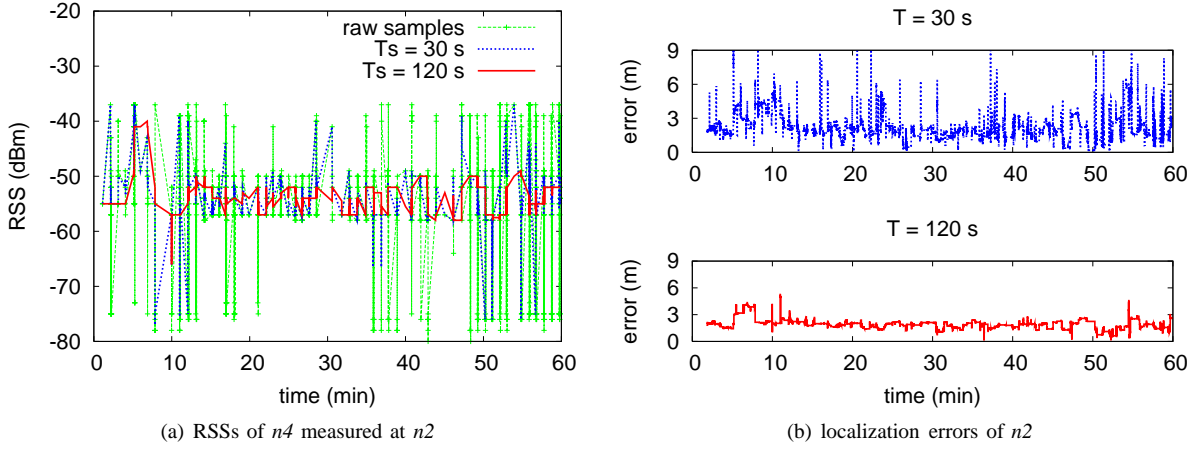 -20
-30
-40
-50
-60
-70
-80
RSS (dBm)
raw samples
Ts = 30 s
Ts = 120 s
0 10 20 30 40 50 60
time (min)
(a) RSSs of n4 measured at n2
T = 30 s
9
6
3
0
error (m)
0 10 20 30 40 50 60
T = 120 s
9
6
3
0
error (m)
0 10 20 30 40 50 60
time (min)
(b) localization errors of n2